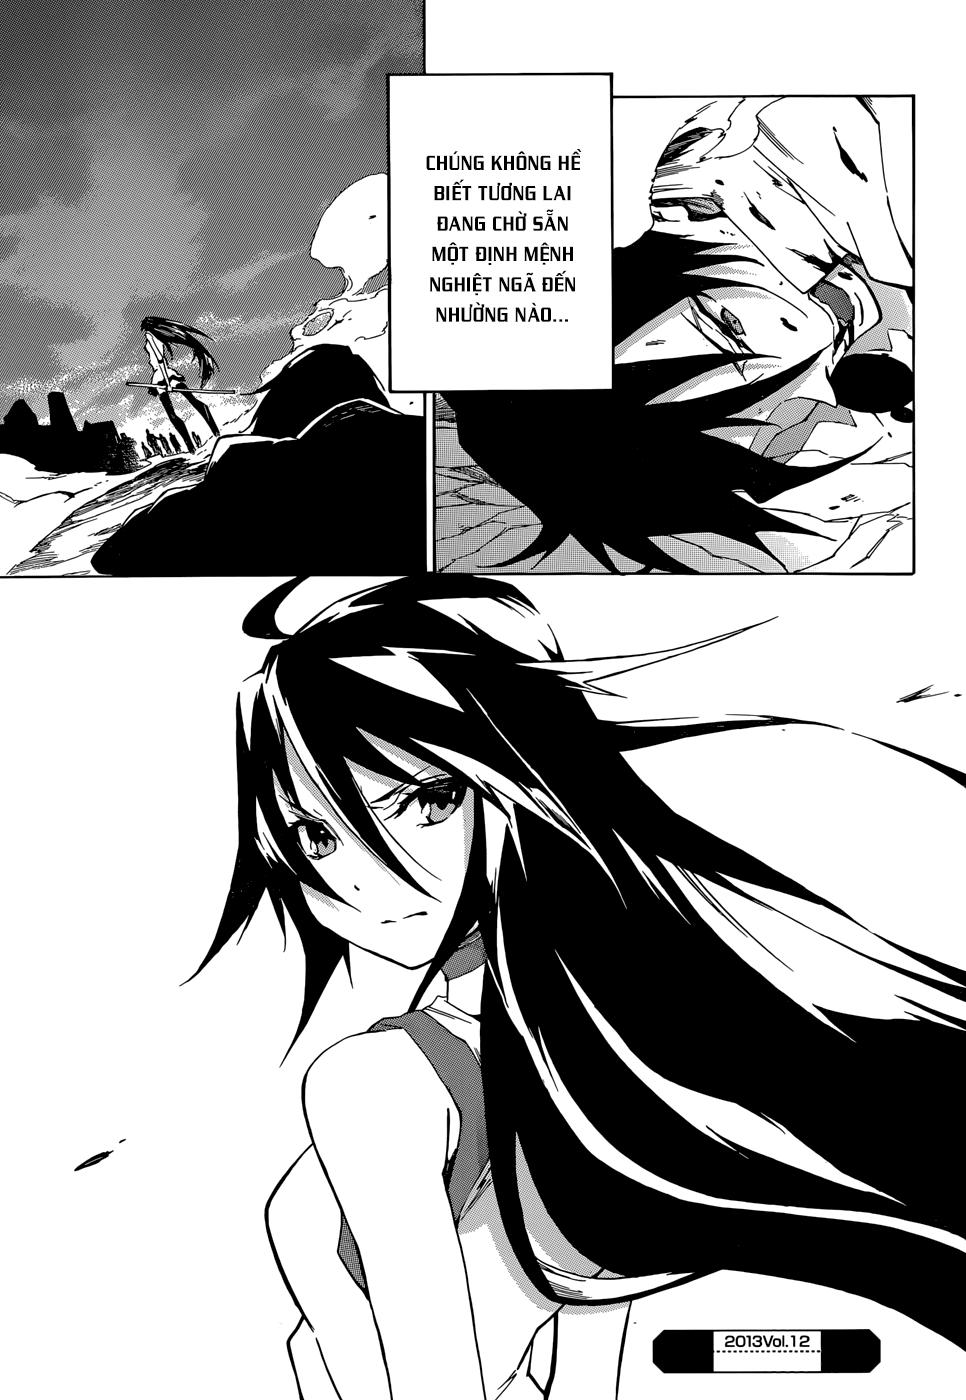 CHÚNG KHÔNG HỀ
BIẾT TƯƠNG LAI
ĐANG CHỜ SẴN
MỘT ĐỊNH MỆNH
NGHIỆT NGÃ ĐẾN
NHƯỜNG NÀO...
2013Vol.12